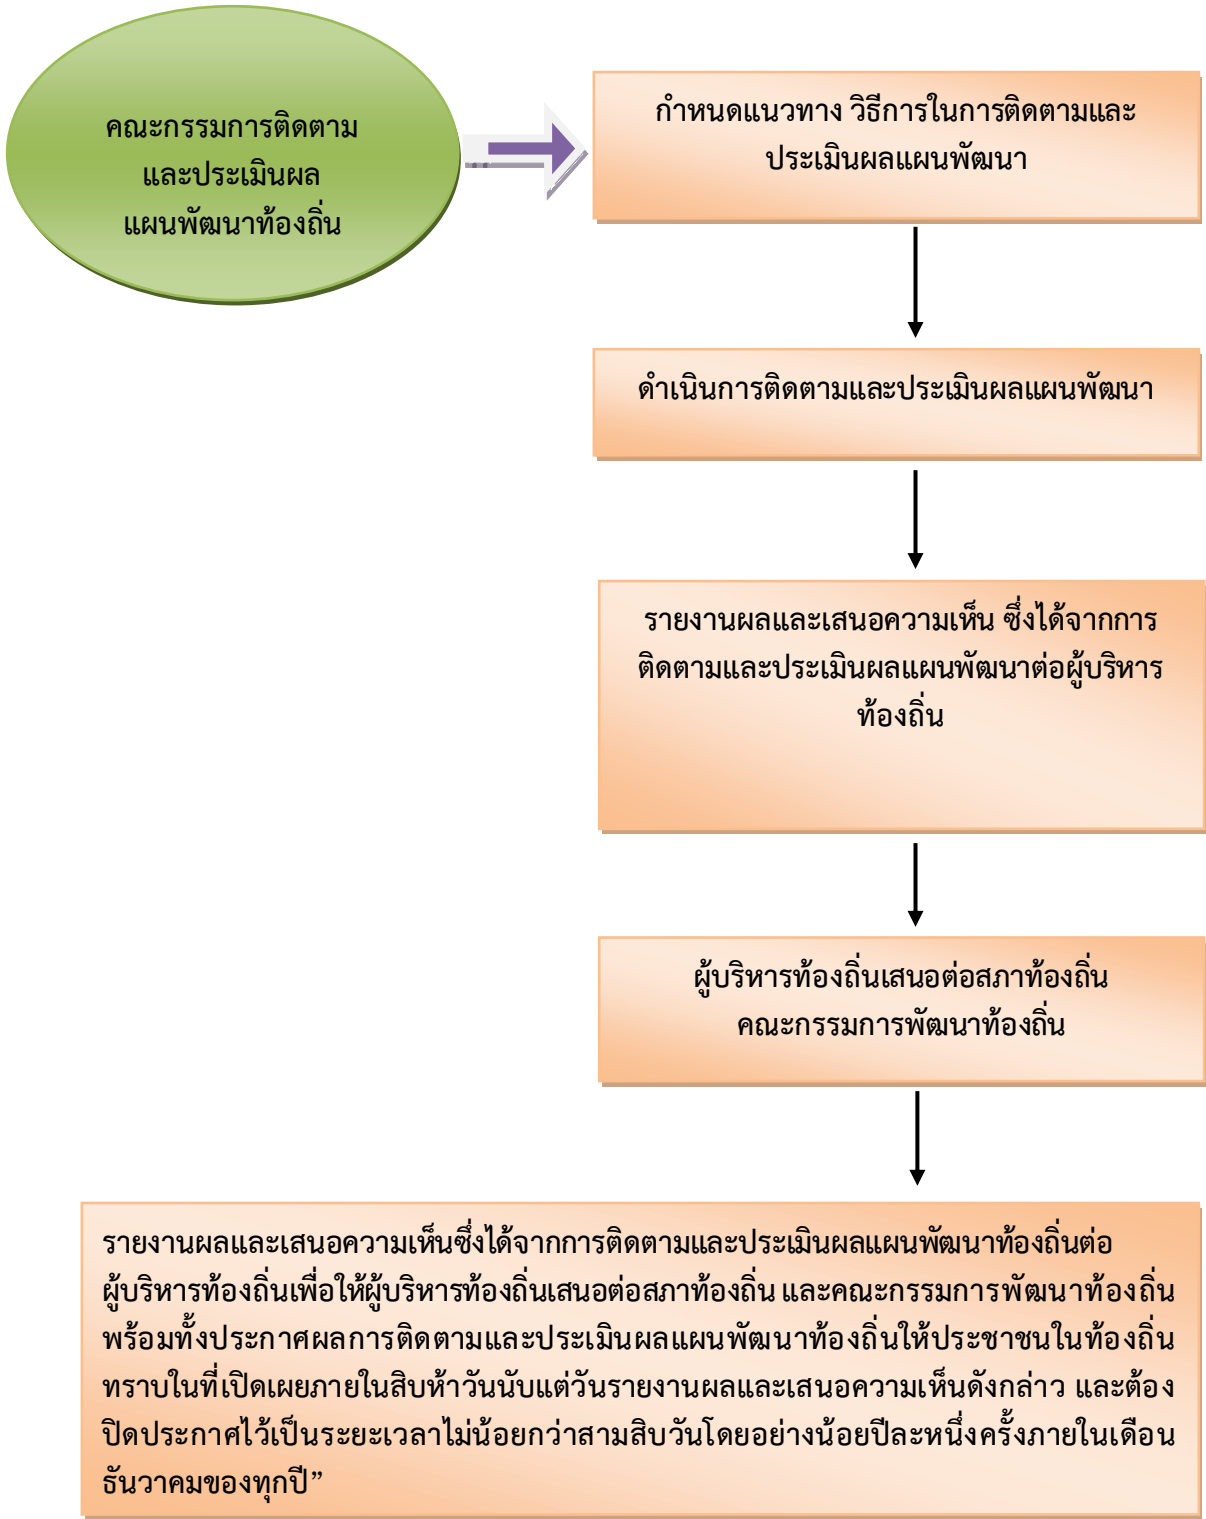 คณะกรรมการติดตาม
และประเมินผล
แผนพัฒนาท้องถิ่น
กำหนดแนวทาง วิธีการในการติดตามและ
ประเมินผลแผนพัฒนา
ดำเนินการติดตามและประเมินผลแผนพัฒนา
รายงานผลและเสนอความเห็น ซึ่งได้จากการ
ติดตามและประเมินผลแผนพัฒนาต่อผู้บริหาร
ท้องถิ่น
ผู้บริหารท้องถิ่นเสนอต่อสภาท้องถิ่น
คณะกรรมการพัฒนาท้องถิ่น
รายงานผลและเสนอความเห็นซึ่งได้จากการติดตามและประเมินผลแผนพัฒนาท้องถิ่นต่อ
ผู้บริหารท้องถิ่นเพื่อให้ผู้บริหารท้องถิ่นเสนอต่อสภาท้องถิ่น และคณะกรรมการพัฒนาท้องถิ่น
พร้อมทั้งประกาศผลการติดตามและประเมินผลแผนพัฒนาท้องถิ่นให้ประชาชนในท้องถิ่น
ทราบในที่เปิดเผยภายในสิบห้าวันนับแต่วันรายงานผลและเสนอความเห็นดังกล่าว และต้อง
ปิดประกาศไว้เป็นระยะเวลาไม่น้อยกว่าสามสิบวันโดยอย่างน้อยปีละหนึ่งครั้งภายในเดือน
ธันวาคมของทุกปี”